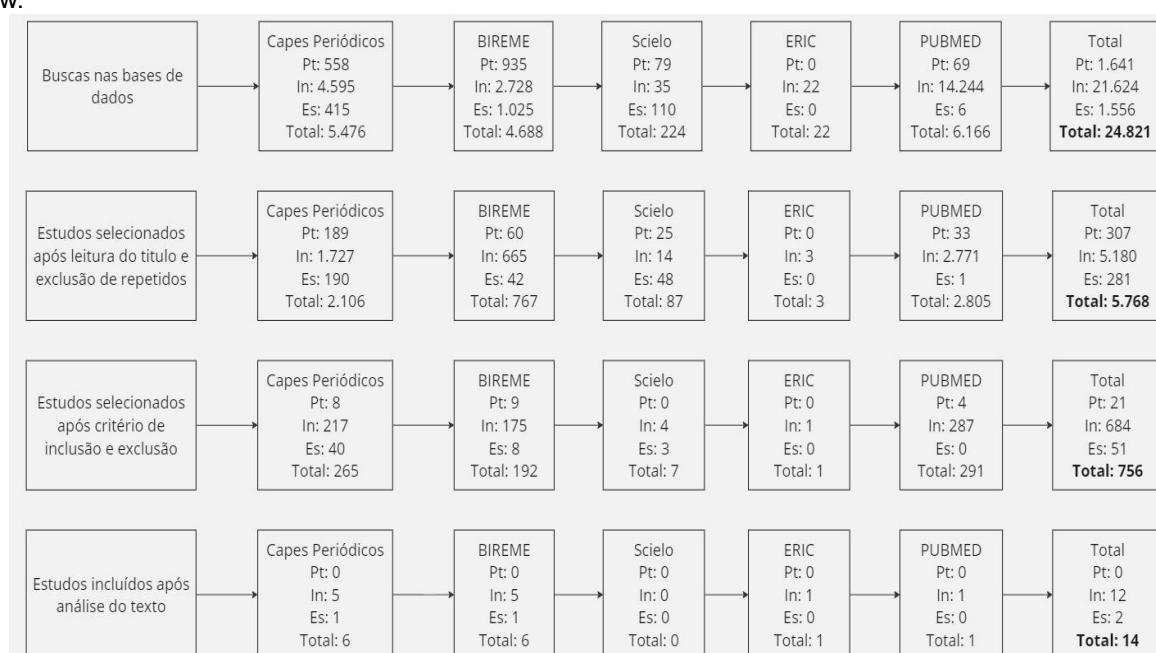 w.
Buscas nas bases de
dados
Capes Periódicos
Pt: 558
In: 4.595
Es: 415
Total: 5.476
BIREME
Pt: 935
In: 2.728
Es: 1.025
Total: 4.688
Scielo
Pt: 79
In: 35
Es: 110
Total: 224
ERIC
Pt: 0
In: 22
Es: 0
Total: 22
PUBMED
Pt: 69
In: 14.244
Es: 6
Total: 6.166
Total
Pt: 1.641
In: 21.624
Es: 1.556
Total: 24.821
Estudos selecionados
após leitura do titulo e
exclusão de repetidos
Capes Periódicos
Pt: 189
In: 1.727
Es: 190
Total: 2.106
BIREME
Pt: 60
In: 665
Es: 42
Total: 767
Scielo
Pt: 25
In: 14
Es: 48
Total: 87
ERIC
Pt: 0
In: 3
Es: 0
Total: 3
PUBMED
Pt: 33
In: 2.771
Es: 1
Total: 2.805
Total
Pt: 307
In: 5.180
Es: 281
Total: 5.768
Estudos selecionados
após critério de
inclusão e exclusão
Capes Periódicos
Pt: 8
In: 217
Es: 40
Total: 265
BIREME
Pt: 9
In: 175
Es: 8
Total: 192
Scielo
Pt: 0
In: 4
Es: 3
Total: 7
ERIC
Pt: 0
In: 1
Es: 0
Total: 1
PUBMED
Pt: 4
In: 287
Es: 0
Total: 291
Total
Pt: 21
In: 684
Es: 51
Total: 756
Estudos incluídos após
análise do texto
Capes Periódicos
Pt: 0
In: 5
Es: 1
Total: 6
BIREME
Pt: 0
In: 5
Es: 1
Total: 6
Scielo
Pt: 0
In: 0
Es: 0
Total: 0
ERIC
Pt: 0
In: 1
Es: 0
Total: 1
PUBMED
Pt: 0
In: 1
Es: 0
Total: 1
Total
Pt: 0
In: 12
Es: 2
Total: 14